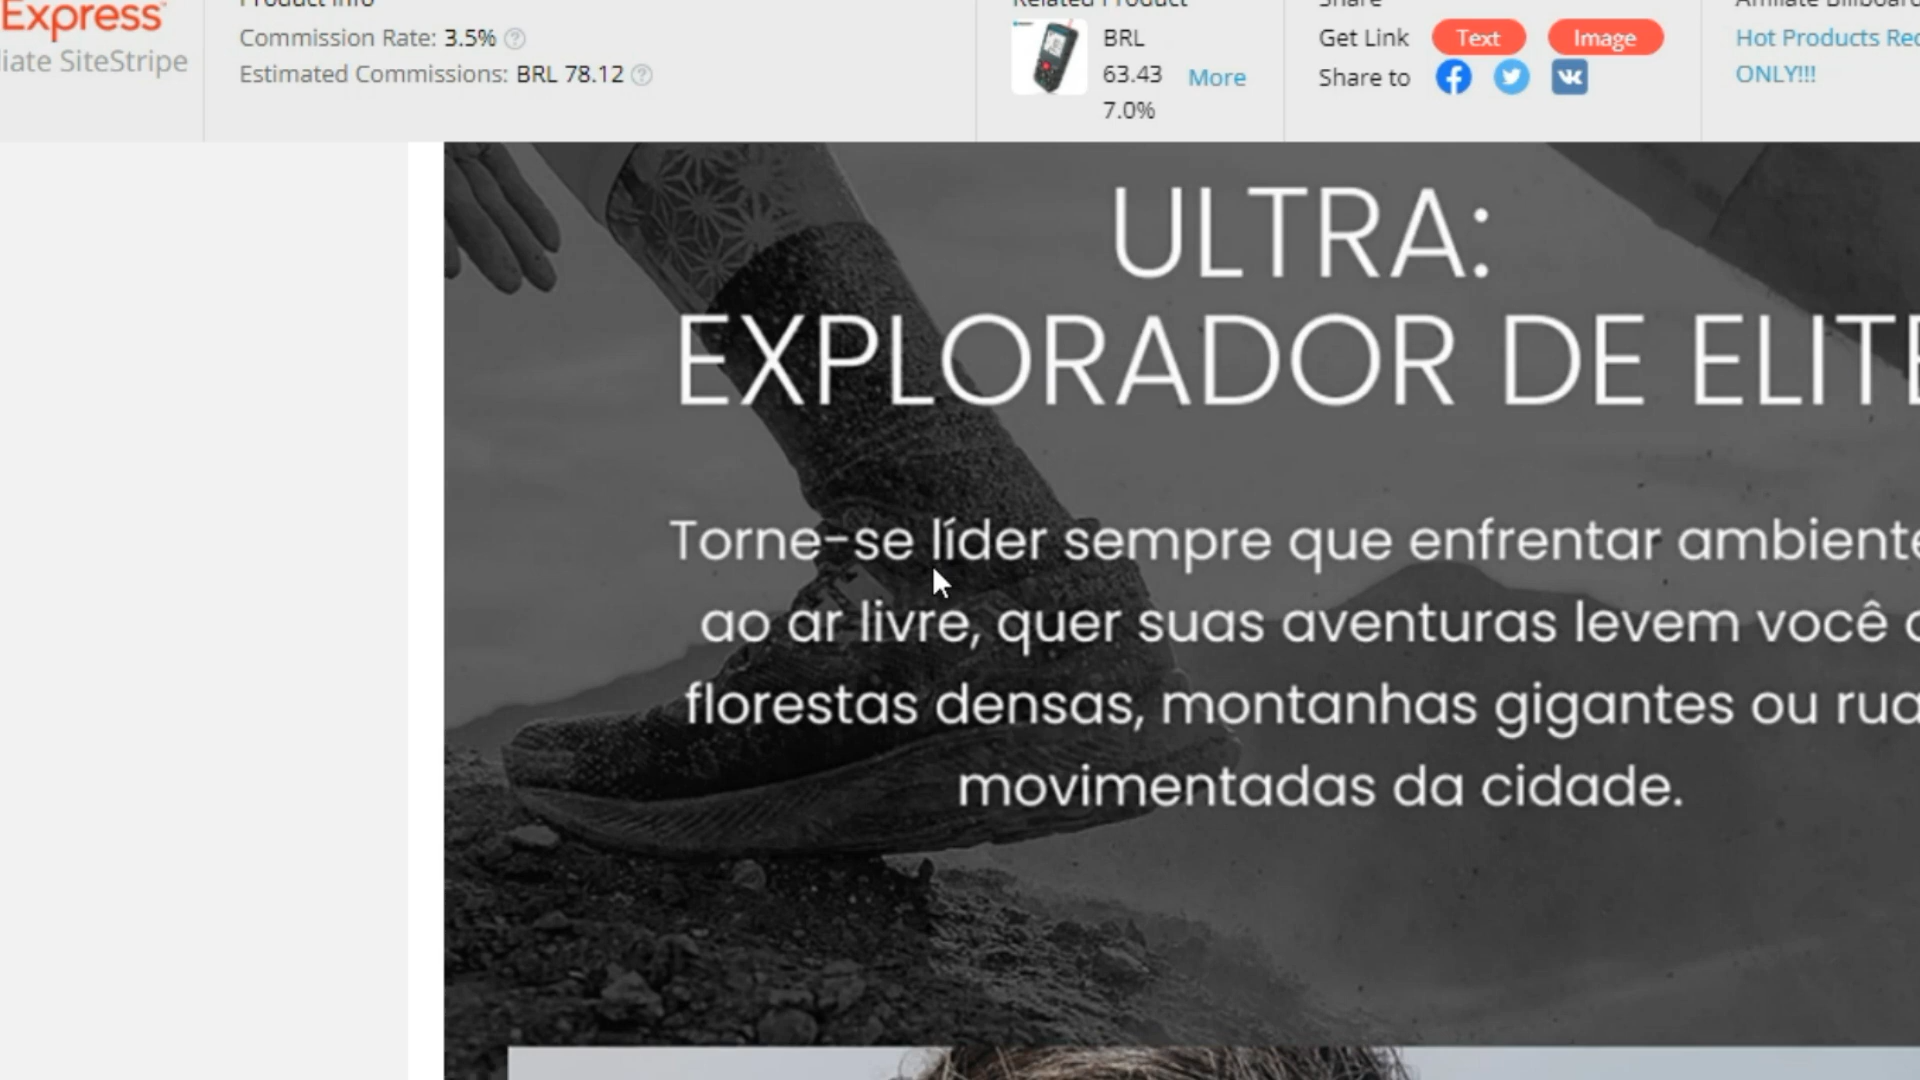 Express
Commission Rate: 3.5%
Estimated Commissions: BRL 78.12
BRL
63.43
7.0%
More
Get Link Text Image
Share to
Hot Products
ONLY!!!
iate SiteStripe
ULTRA:
EXPLORADOR DE ELITE
Torne-se líder sempre que enfrentar ambiente
ao ar livre, quer suas aventuras levem você
florestas densas, montanhas gigantes ou rua
movimentadas da cidade.